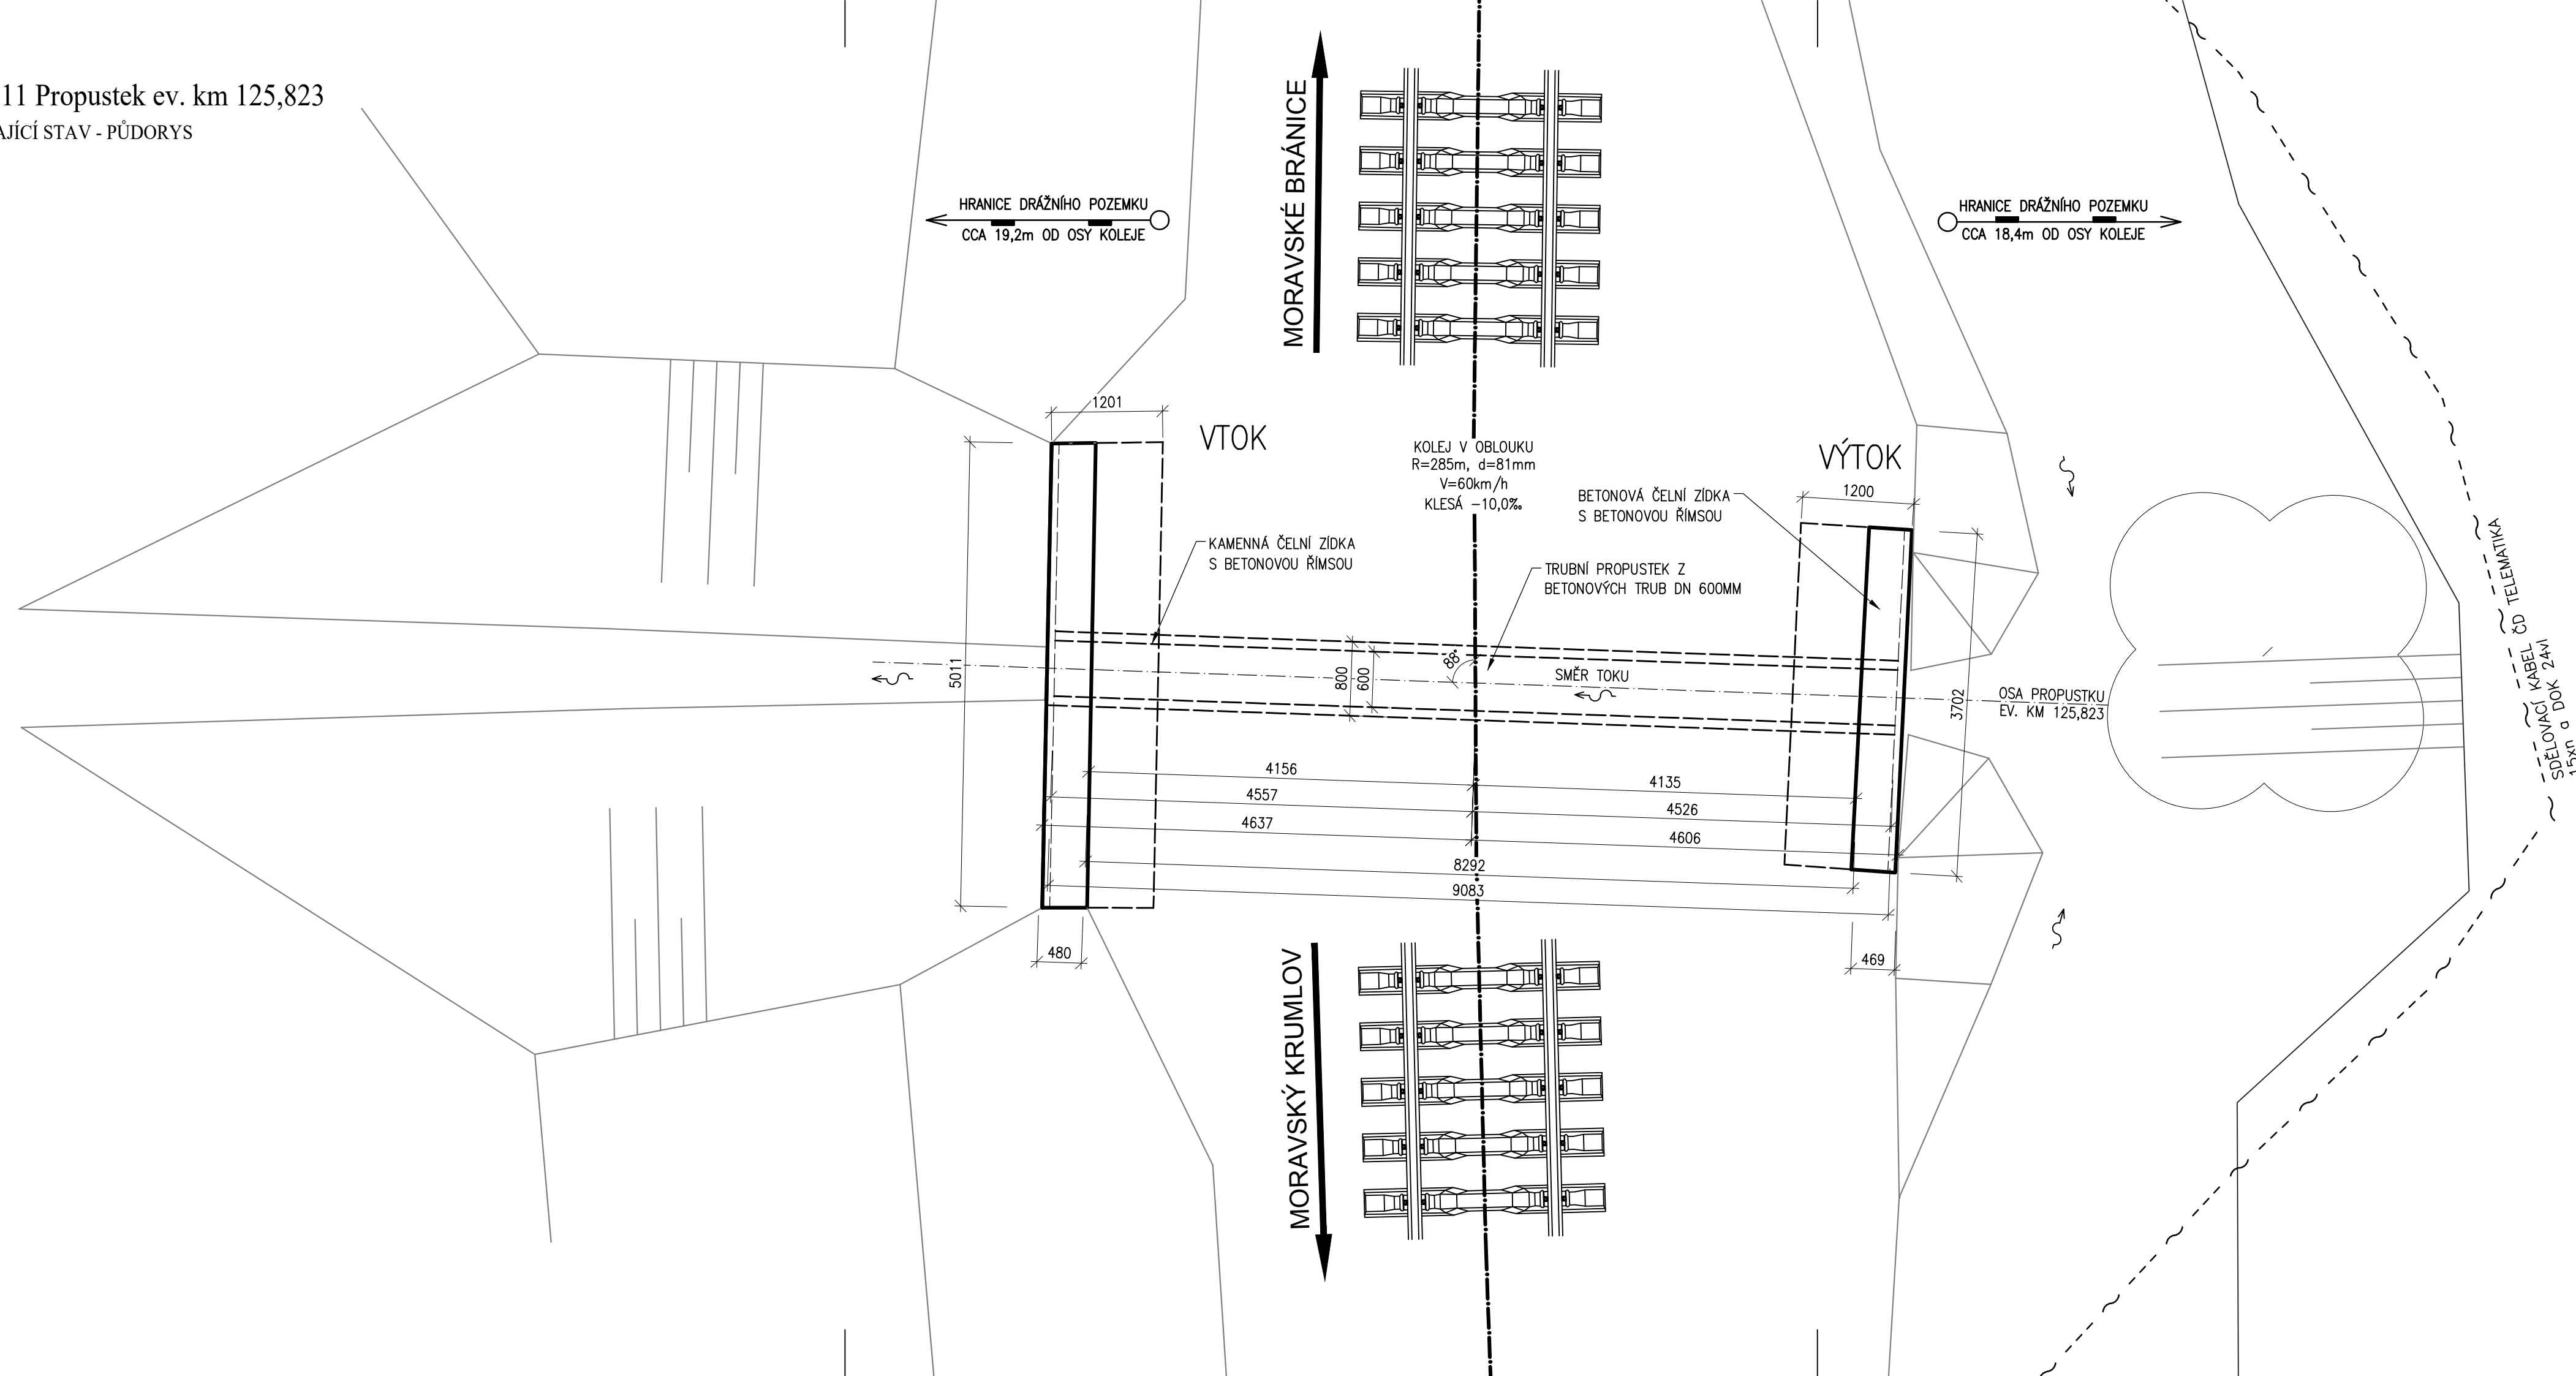 11 Propustek ev. km 125,823
AJÍCÍ STAV - PŮDORYS
HRANICE DRÁŽNÍHO POZEMKU
CCA 19,2m OD OSY KOLEJE
MORAVSKÉ BRÁNICE
HRANICE DRÁŽNÍHO POZEMKU
CCA 18,4m OD OSY KOLEJE
1201
VTOK
KOLEJ V OBLOUKU
R=285m, d=81mm
V=60km/h
KLESÁ -10,0‰
VÝTOK
1200
BETONOVÁ ČELNÍ ZÍDKA
S BETONOVOU ŘÍMSOU
KAMENNÁ ČELNÍ ZÍDKA
S BETONOVOU ŘÍMSOU
TRUBNÍ PROPUSTEK Z
BETONOVÝCH TRUB DN 600MM
5011
800
600
88°
SMĚR TOKU
3702
OSA PROPUSTKU
EV. KM 125,823
SDĚLOVACÍ KABEL ČD TELEMATIKA
15xn a DOK 24vl
4156
4135
4557
4526
4637
4606
8292
9083
480
469
MORAVSKÝ KRUMLOV